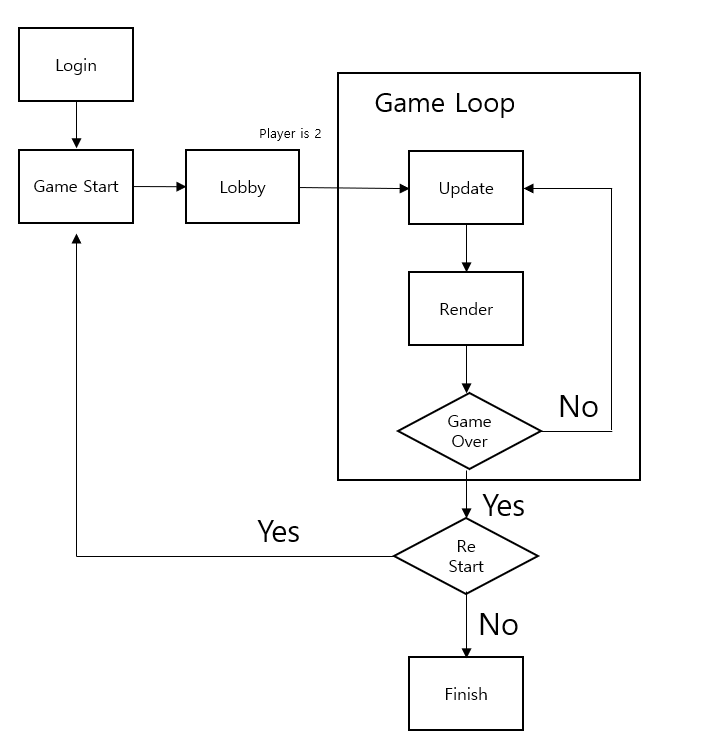 Login
Game Loop
Player is 2
Game Start
Lobby
Update
Render
No
Game
Over
Yes
Yes
Re
Start
No
Finish